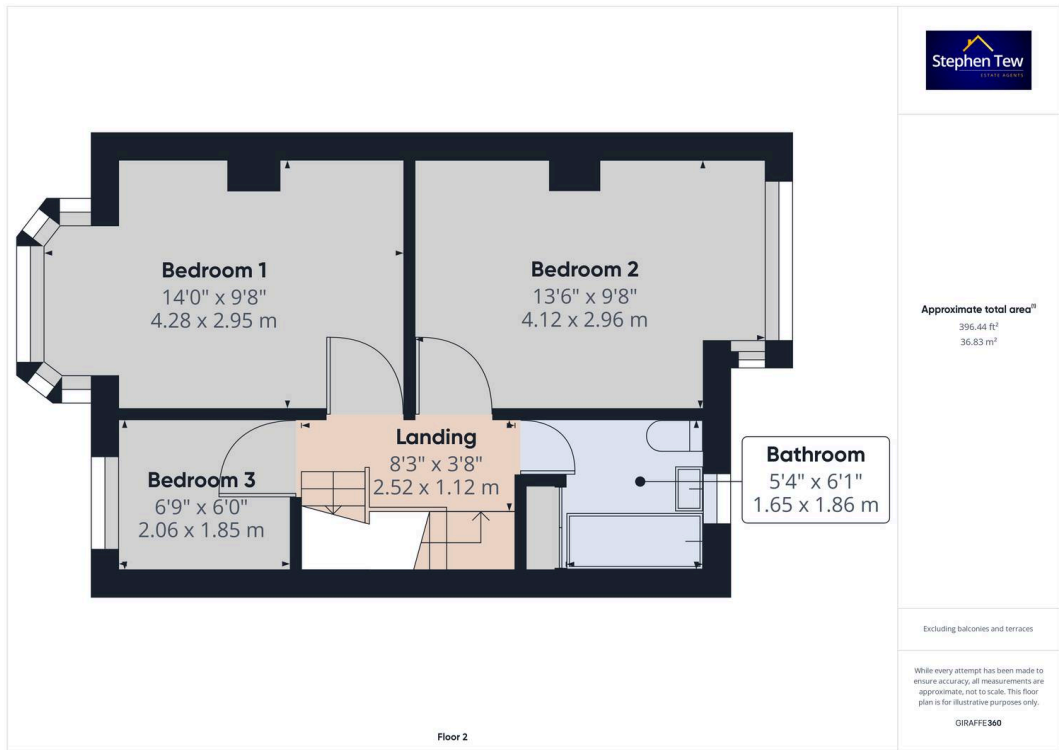 Stephen Tew
ESTATE AGENTS
Bedroom 1
14'0" x 9'8"
4.28 x 2.95 m
Bedroom 2
13'6" x 9'8"
4.12 x 2.96 m
Landing
8'3" x 3'8"
2.52 x 1.12 m
Bedroom 3
6'9" x 6'0"
2.06 x 1.85 m
Bathroom
5'4" x 6'1"
1.65 x 1.86 m
Floor 2
Approximate total area⁽¹⁾
396.44 ft²
36.83 m²
Excluding balconies and terraces
While every attempt has been made to
ensure accuracy, all measurements are
approximate, not to scale. This floor
plan is for illustrative purposes only.
GIRAFFE360